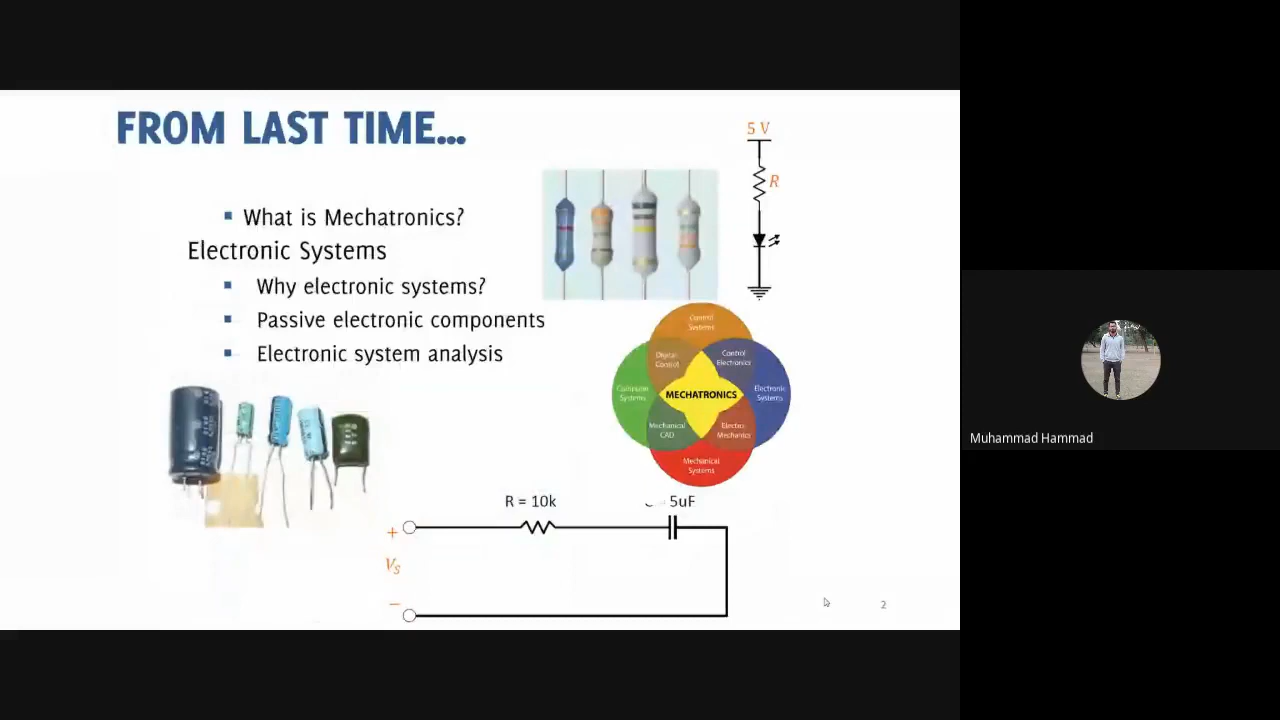 FROM LAST TIME...
What is Mechatronics?
Electronic Systems
Why electronic systems?
Passive electronic components
Electronic system analysis
5 V
R
Control
Systems
Digital
Control
Control
Electronics
Computer
Systems
MECHATRONICS
Electronic
Systems
Mechanical
CAD
Electro
Mechanics
Mechanical
Systems
R = 10k
5uF
+
VS
−
2
Muhammad Hammad